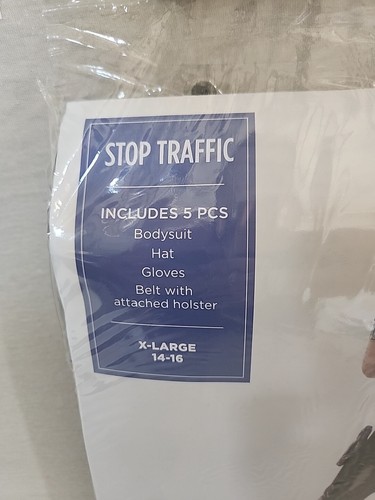 STOP TRAFFIC
INCLUDES 5 PCS
Bodysuit
Hat
Gloves
Belt with
attached holster
X-LARGE
14-16